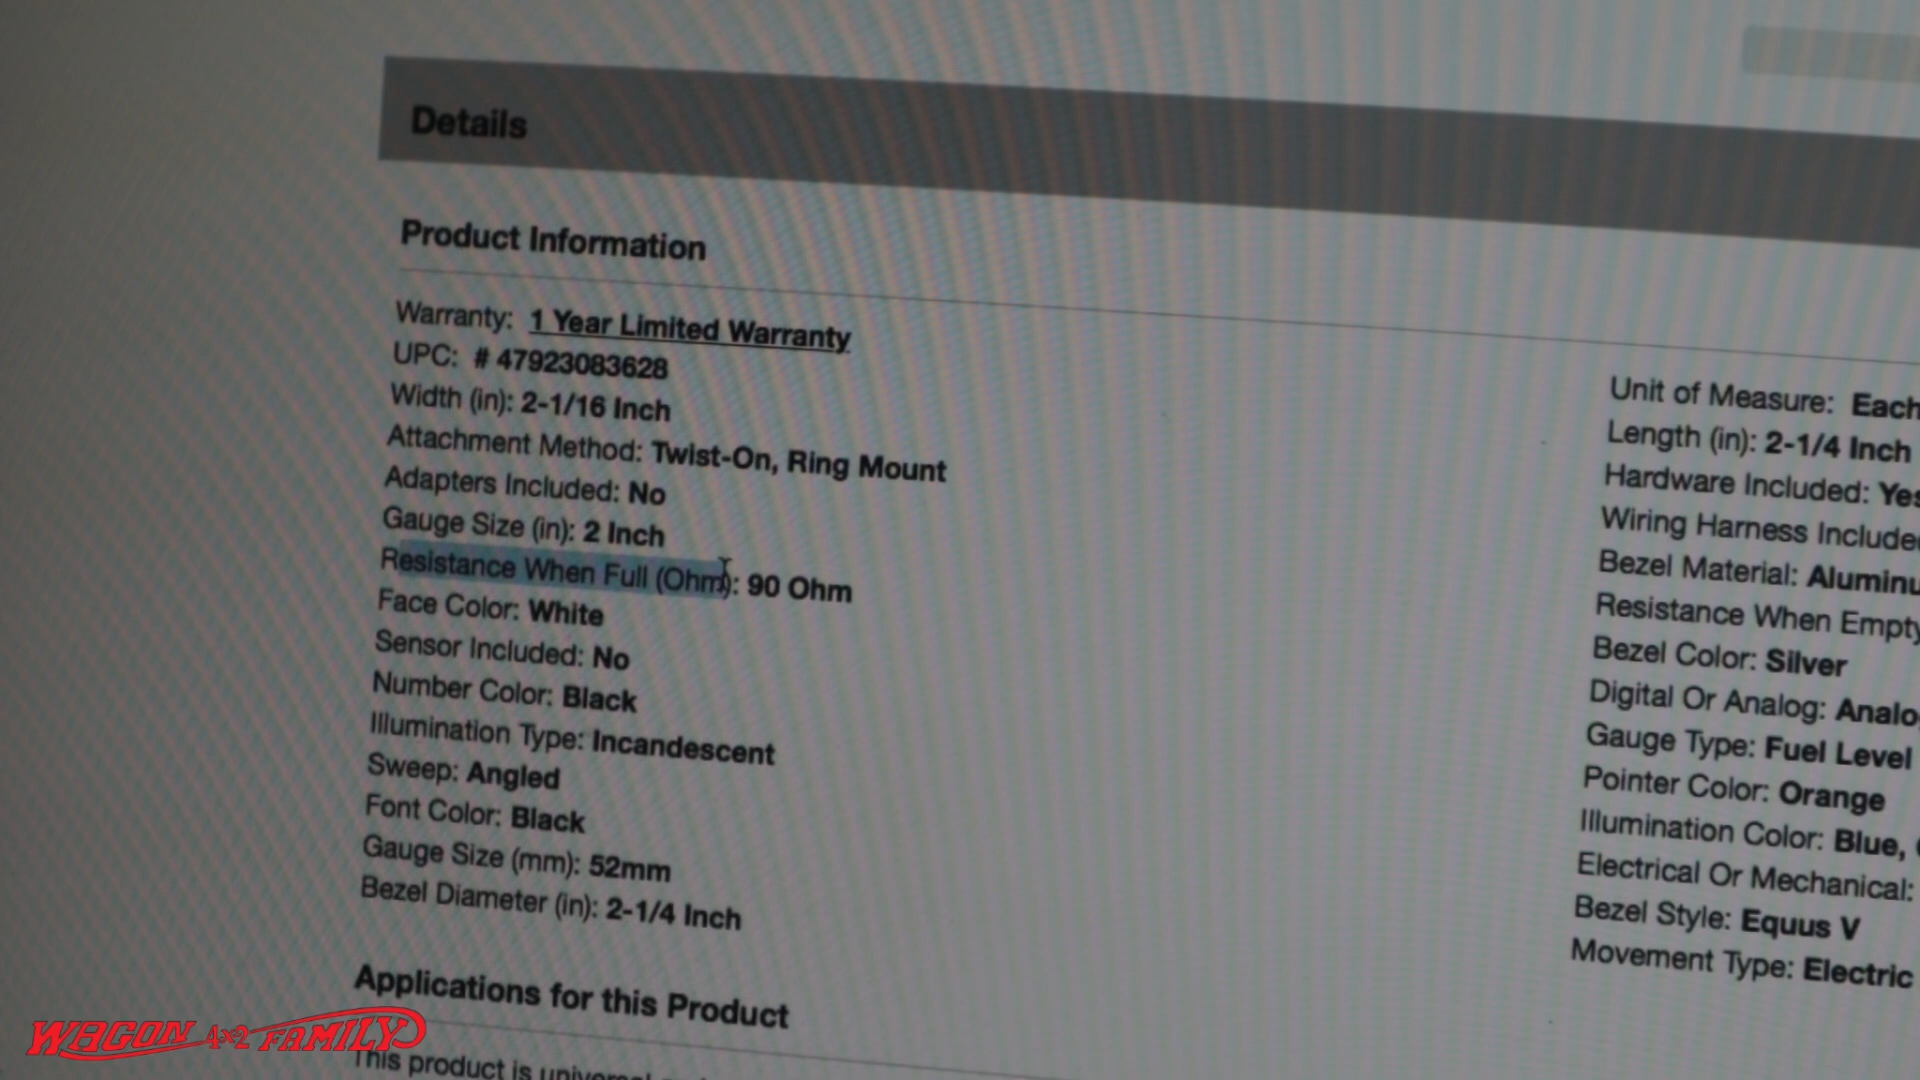 Details
Product Information
Warranty: 1 Year Limited Warranty
UPC: # 47923083628
Width (in): 2-1/16 Inch
Attachment Method: Twist-On, Ring Mount
Adapters Included: No
Gauge Size (in): 2 Inch
Resistance When Full (Ohm): 90 Ohm
Face Color: White
Sensor Included: No
Number Color: Black
Illumination Type: Incandescent
Sweep: Angled
Font Color: Black
Gauge Size (mm): 52mm
Bezel Diameter (in): 2-1/4 Inch
Unit of Measure: Each
Length (in): 2-1/4 Inch
Hardware Included: Yes
Wiring Harness Include
Bezel Material: Aluminu
Resistance When Empty
Bezel Color: Silver
Digital Or Analog: Analo
Gauge Type: Fuel Level
Pointer Color: Orange
Illumination Color: Blue,
Electrical Or Mechanical:
Bezel Style: Equus V
Movement Type: Electric
Applications for this Product
This product is
WAGON 4x2 FAMILY